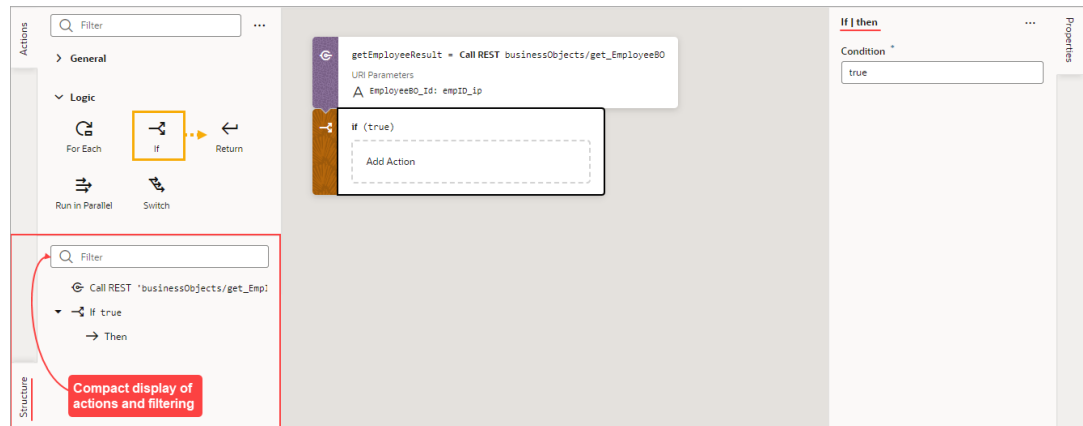 Actions
Filter
...
General
Logic
For Each
If
Return
Run in Parallel
Switch
Structure
Filter
Call REST 'businessObjects/get_Empl
If true
Then
Compact display of
actions and filtering
getEmployeeResult = Call REST businessObjects/get_EmployeeBO
URI Parameters
A EmployeeBO_Id: empID_ip
if (true)
Add Action
If | then
...
Condition *
true
Properties